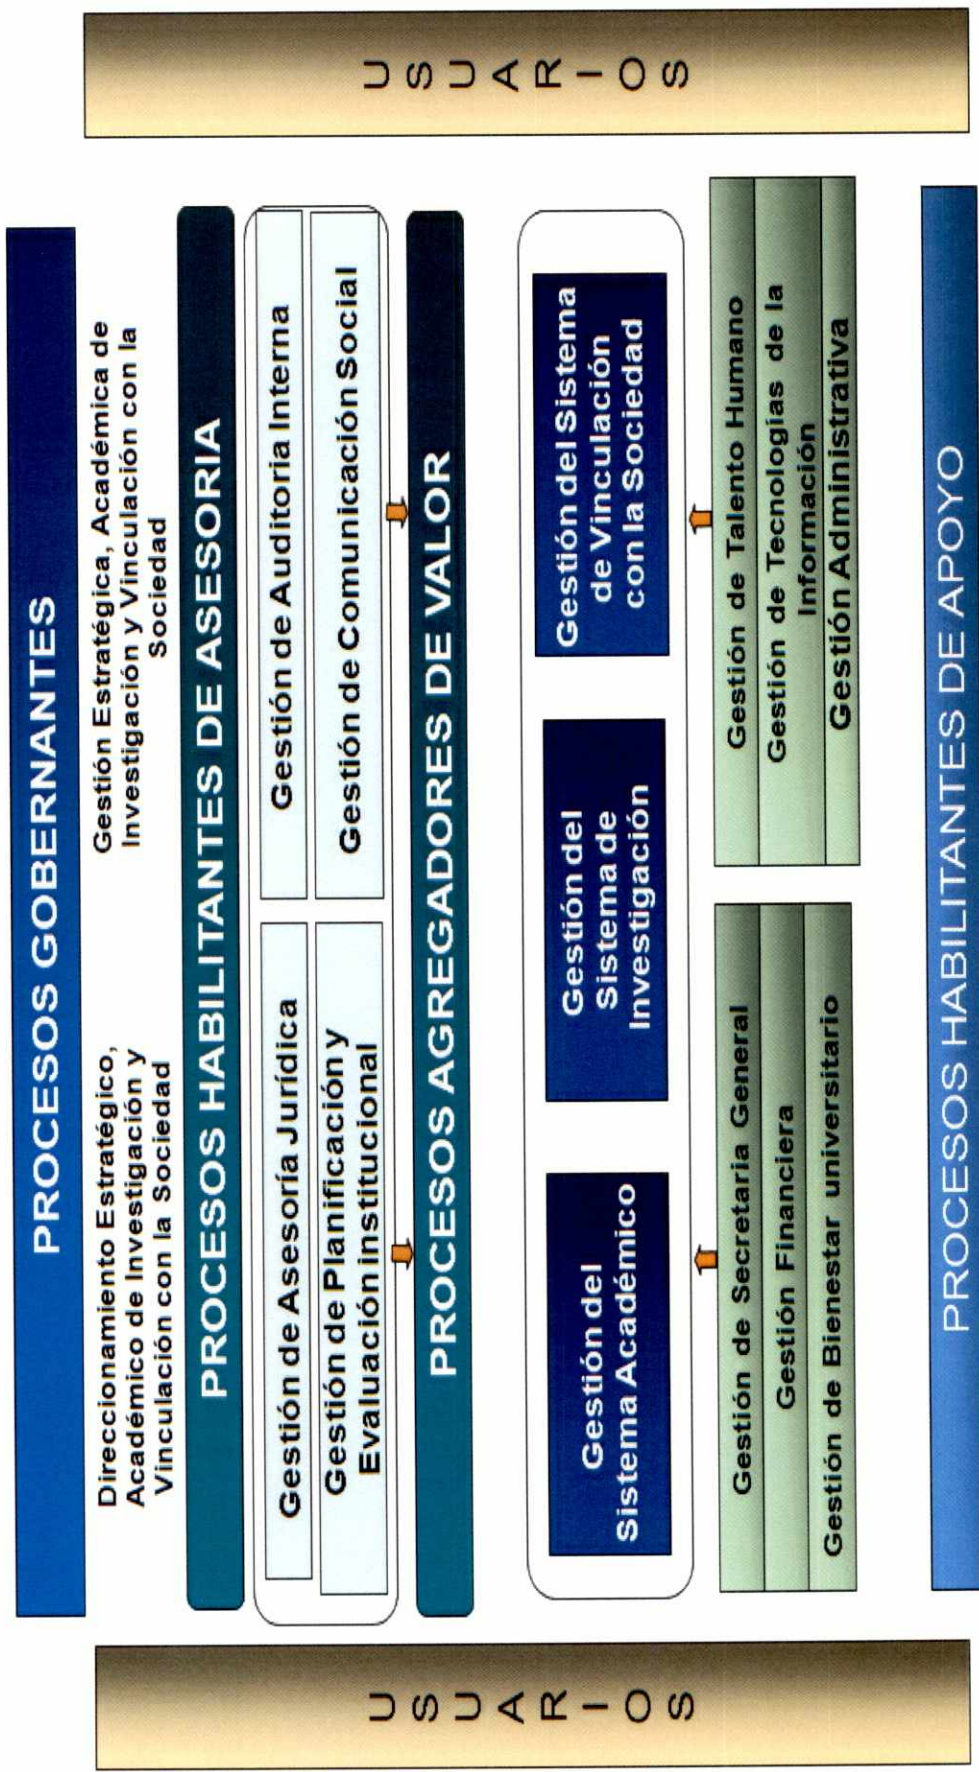 PROCESOS GOBERNANTES
Direccionamiento Estratégico,
Académico de Investigación y
Vinculación con la Sociedad
Gestión Estratégica, Académica de
Investigación y Vinculación con la
Sociedad
PROCESOS HABILITANTES DE ASESORIA
Gestión de Asesoría Jurídica
Gestión de Planificación y
Evaluación institucional
Gestión de Auditoria Interna
Gestión de Comunicación Social
PROCESOS AGREGADORES DE VALOR
Gestión del
Sistema Académico
Gestión del
Sistema de
Investigación
Gestión del Sistema
de Vinculación
con la Sociedad
Gestión de Secretaria General
Gestión Financiera
Gestión de Bienestar universitario
Gestión de Talento Humano
Gestión de Tecnologías de la
Información
Gestión Administrativa
PROCESOS HABILITANTES DE APOYO
USUARIOS
USUARIOS